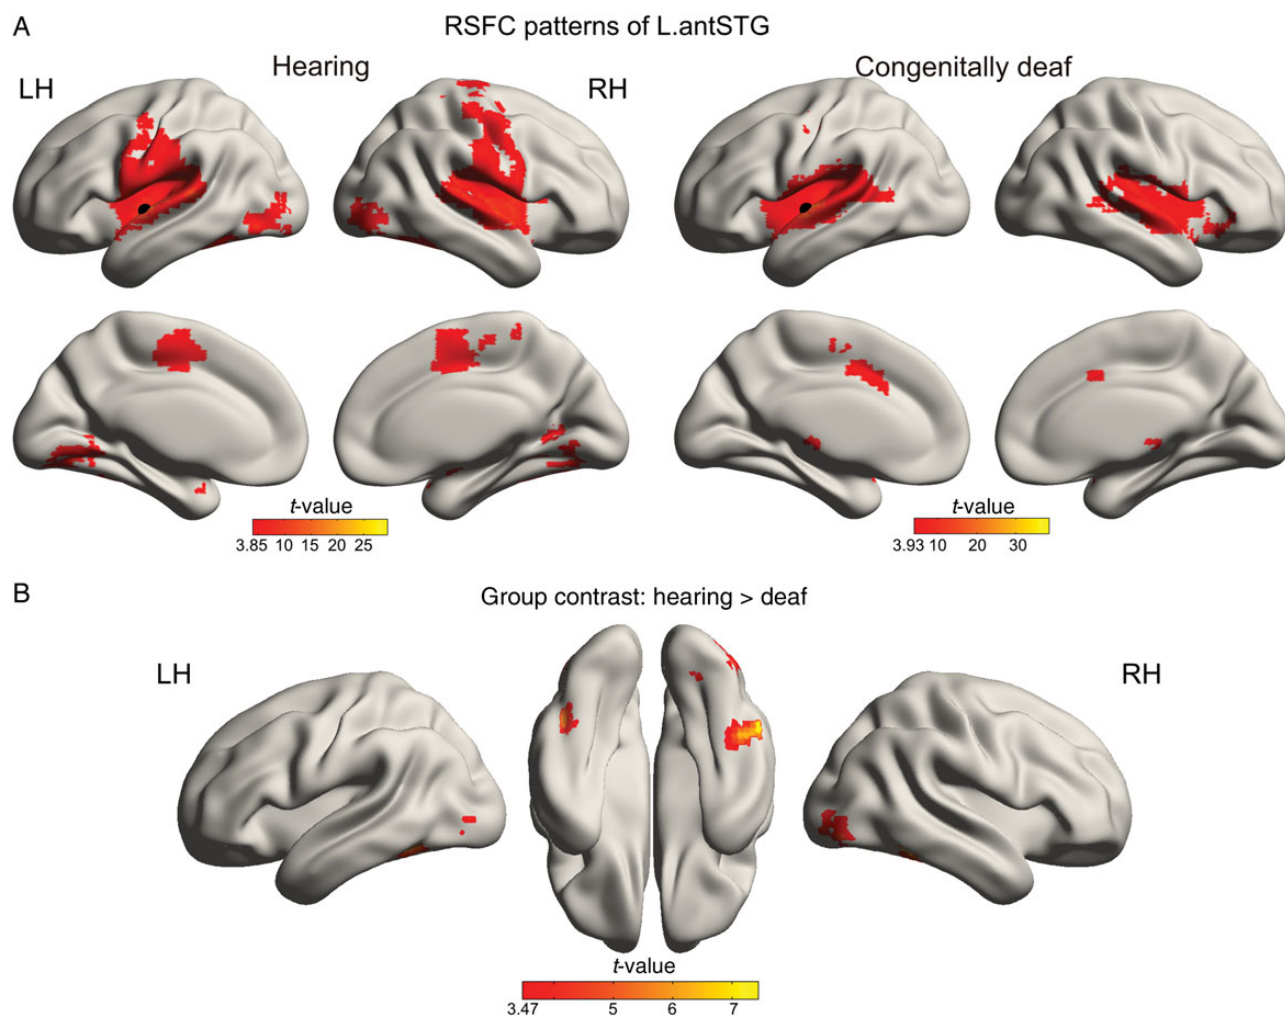 A
RSFC patterns of L.antSTG
Hearing
Congenitally deaf
LH
RH
t-value
3.85 10 15 20 25
t-value
3.93 10 20 30
B
Group contrast: hearing > deaf
LH
RH
t-value
3.47 5 6 7